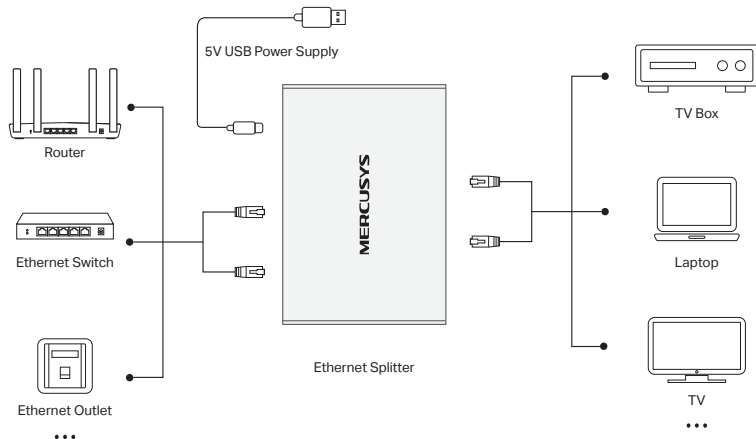 5V USB Power Supply
Router
Ethernet Switch
Ethernet Outlet
•••
MERCUSYS
Ethernet Splitter
TV Box
Laptop
TV
•••